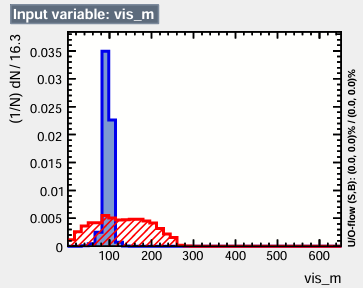 Input variable: vis_m
(1/N) dN / 16.3
0.035
0.03
0.025
0.02
0.015
0.01
0.005
0
100 200 300 400 500 600
vis_m
U/O-flow (S,B): (0.0, 0.0)% / (0.0, 0.0)%